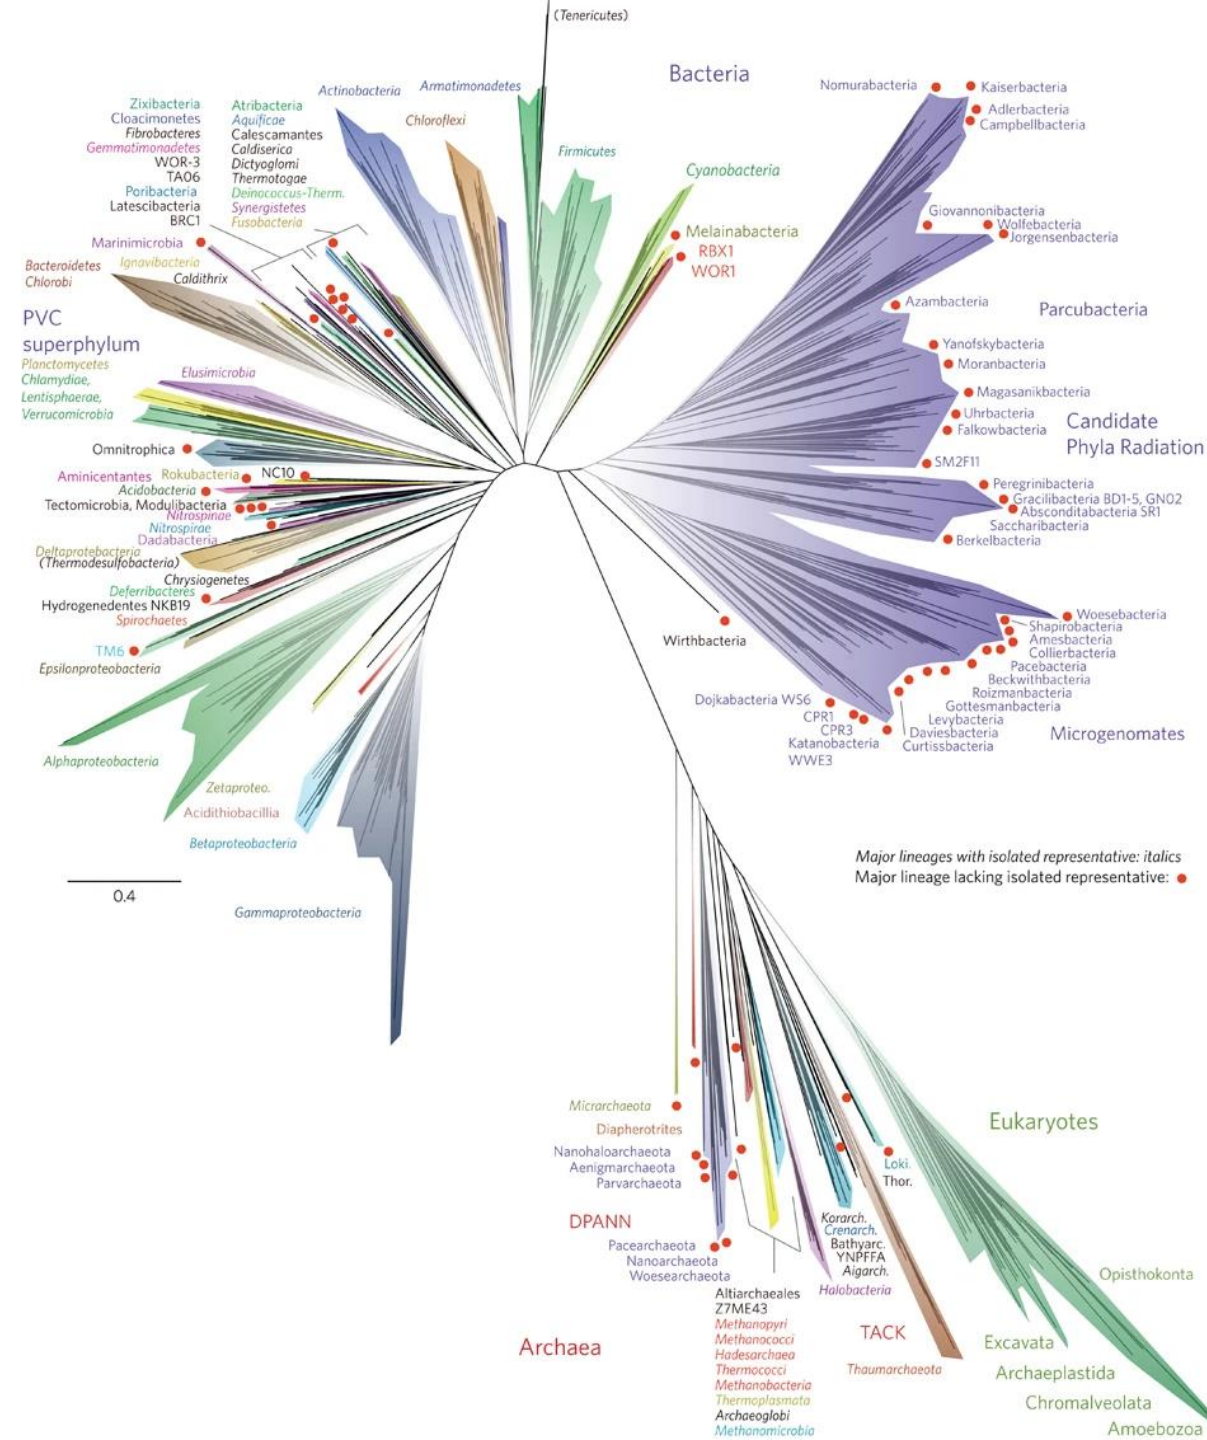 (Tenericutes)
Bacteria
Actinobacteria
Armatimonadetes
Chloroflexi
Firmicutes
Cyanobacteria
Melainabacteria
RBX1
WOR1
Zixibacteria
Cloacimonetes
Fibrobacteres
Gemmatimonadetes
WOR-3
TA06
Poribacteria
Latescibacteria
BRC1
Atribacteria
Aquificae
Calescamantes
Caldiserica
Dictyoglomi
Thermotogae
Deinococcus-Therm.
Synergistetes
Fusobacteria
Marinimicrobia
Ignavibacteria
Bacteroidetes
Chlorobi
Caldithrix
PVC
superphylum
Planctomycetes
Chlamydiae,
Lentisphaerae,
Verrucomicrobia
Elusimicrobia
Omnitrophica
Aminicentantes
Rokubacteria
NC10
Acidobacteria
Tectomicrobia, Modulibacteria
Nitrospinae
Nitrospirae
Dadabacteria
Deltaprotebacteria
(Thermodesulfobacteria)
Chrysiogenetes
Deferribacteres
Hydrogenedentes NKB19
Spirochaetes
TM6
Epsilonproteobacteria
Alphaproteobacteria
Zetaproteo.
Acidithiobacillia
Betaproteobacteria
0.4
Gammaproteobacteria
Nomurabacteria
Kaiserbacteria
Adlerbacteria
Campbellbacteria
Giovannonibacteria
Wolfebacteria
Jorgensenbacteria
Azambacteria
Parcubacteria
Yanofskybacteria
Moranbacteria
Magasanikbacteria
Uhrbacteria
Falkowbacteria
Candidate
Phyla Radiation
SM2F11
Peregrinibacteria
Gracilibacteria BD1-5, GN02
Absconditabacteria SR1
Saccharibacteria
Berkelbacteria
Woesebacteria
Shapirobacteria
Amesbacteria
Collierbacteria
Pacebacteria
Beckwithbacteria
Roizmanbacteria
Gottesmanbacteria
Levybacteria
Daviesbacteria
Curtissbacteria
Microgenomates
Wirthbacteria
Dojkabacteria WS6
CPR1
CPR3
Katanobacteria
WWE3
Major lineages with isolated representative: italics
Major lineage lacking isolated representative:
Micrarchaeota
Diapherotrites
Nanohaloarchaeota
Aenigmarchaeota
Parvarchaeota
DPANN
Pacearchaeota
Nanoarchaeota
Woesearchaeota
Archaea
Altiarchaeales
Z7ME43
Methanopyri
Methanococci
Hadesarchaea
Thermococci
Methanobacteria
Thermoplasmata
Archaeoglobi
Methanomicrobia
Halobacteria
Korarch.
Crenarch.
Bathyarc.
YNPFFA
Aigarch.
Loki.
Thor.
TACK
Thaumarchaeota
Eukaryotes
Opisthokonta
Excavata
Archaeplastida
Chromalveolata
Amoebozoa